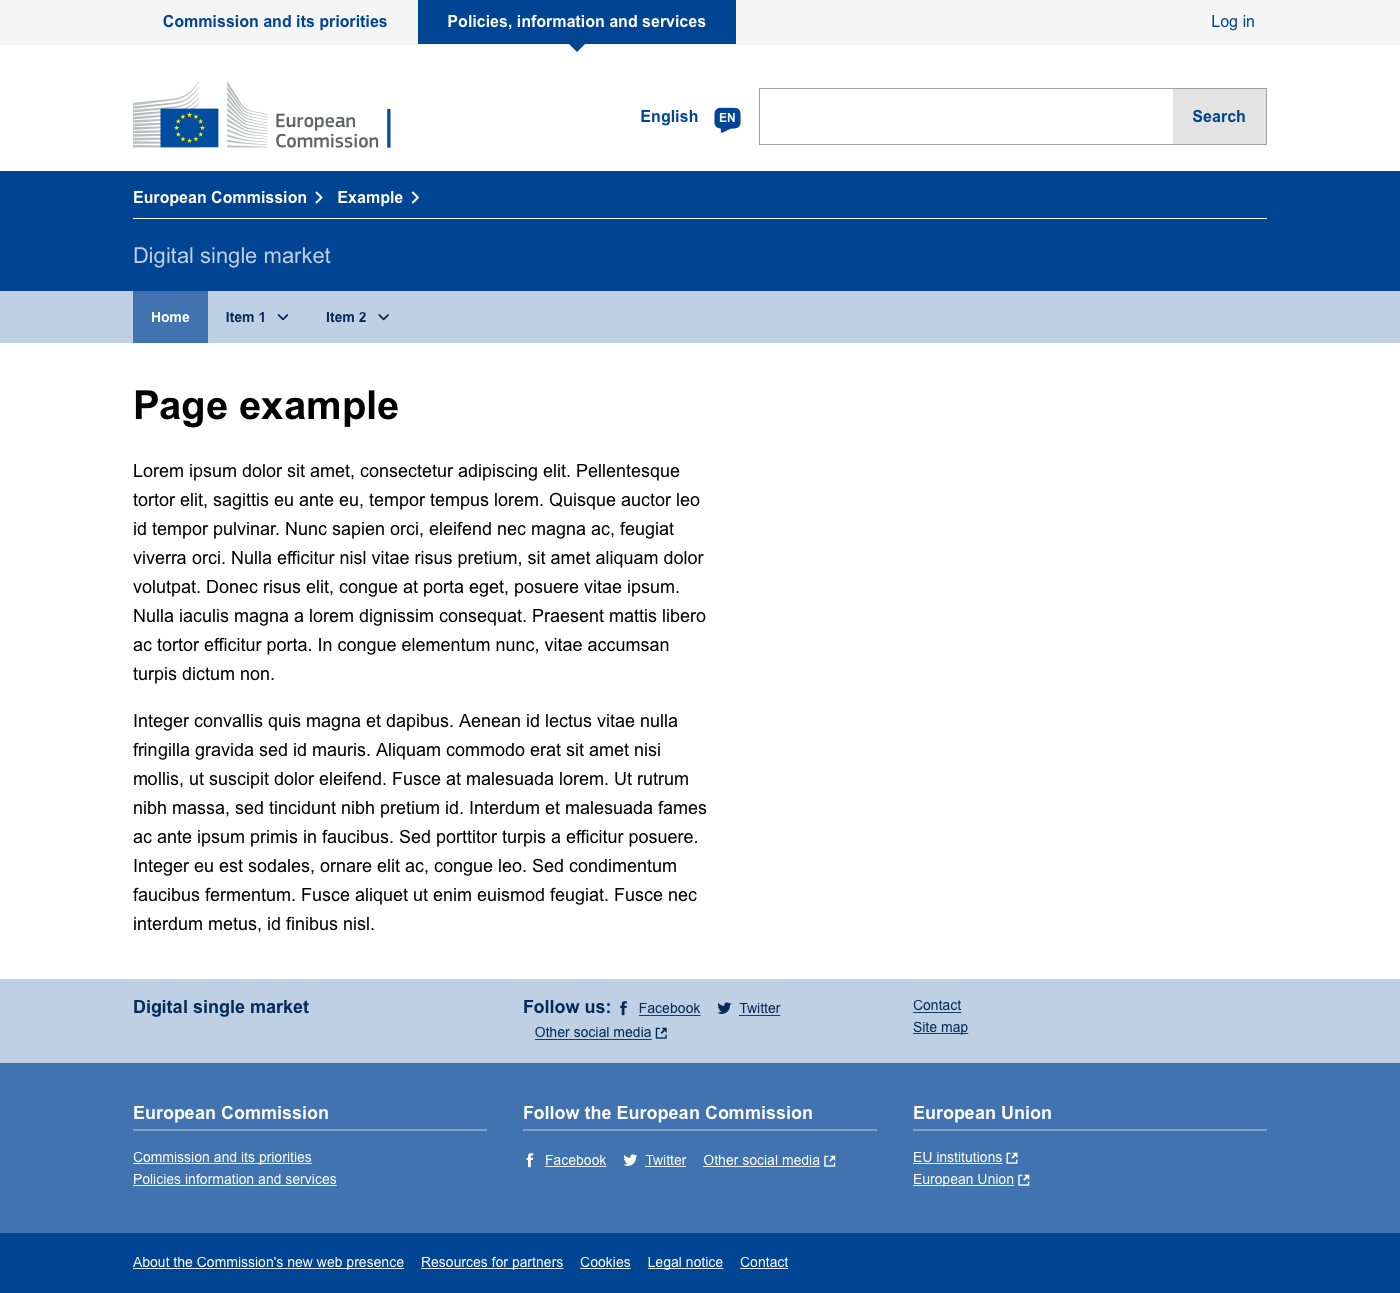 Commission and its priorities
Policies, information and services
Log in
European
Commission
English
EN
Search
European Commission
Example
Digital single market
Home
Item 1
Item 2
Page example
Lorem ipsum dolor sit amet, consectetur adipiscing elit. Pellentesque
tortor elit, sagittis eu ante eu, tempor tempus lorem. Quisque auctor leo
id tempor pulvinar. Nunc sapien orci, eleifend nec magna ac, feugiat
viverra orci. Nulla efficitur nisl vitae risus pretium, sit amet aliquam dolor
volutpat. Donec risus elit, congue at porta eget, posuere vitae ipsum.
Nulla iaculis magna a lorem dignissim consequat. Praesent mattis libero
ac tortor efficitur porta. In congue elementum nunc, vitae accumsan
turpis dictum non.
Integer convallis quis magna et dapibus. Aenean id lectus vitae nulla
fringilla gravida sed id mauris. Aliquam commodo erat sit amet nisi
mollis, ut suscipit dolor eleifend. Fusce at malesuada lorem. Ut rutrum
nibh massa, sed tincidunt nibh pretium id. Interdum et malesuada fames
ac ante ipsum primis in faucibus. Sed porttitor turpis a efficitur posuere.
Integer eu est sodales, ornare elit ac, congue leo. Sed condimentum
faucibus fermentum. Fusce aliquet ut enim euismod feugiat. Fusce nec
interdum metus, id finibus nisl.
Digital single market
Follow us: Facebook Twitter
Other social media
Contact
Site map
European Commission
Commission and its priorities
Policies information and services
Follow the European Commission
Facebook Twitter Other social media
European Union
EU institutions
European Union
About the Commission's new web presence Resources for partners Cookies Legal notice Contact